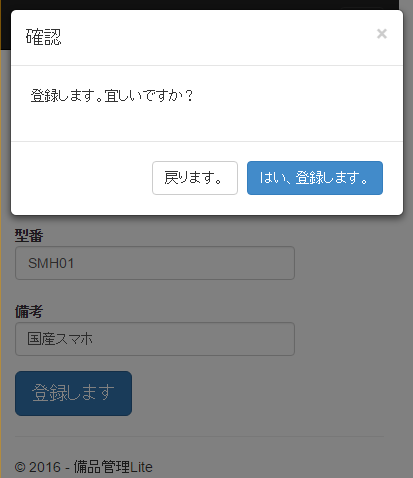 確認
×
登録します。宜しいですか？
戻ります。
はい、登録します。
型番
SMH01
備考
国産スマホ
登録します
© 2016 - 備品管理Lite